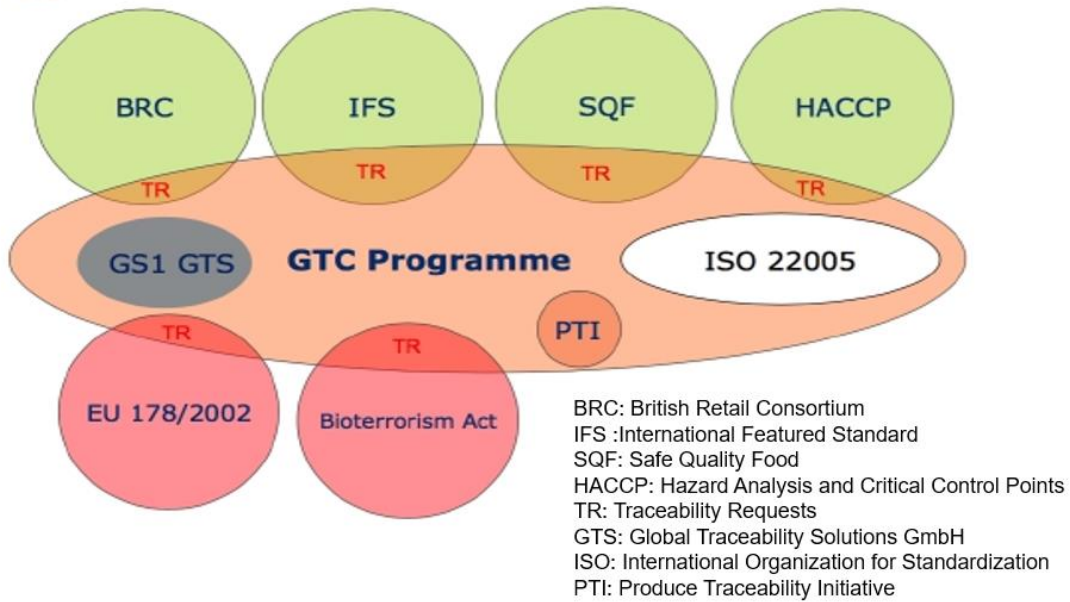 BRC
IFS
SQF
HACCP
TR
TR
TR
TR
GS1 GTS
GTC Programme
ISO 22005
PTI
TR
TR
EU 178/2002
Bioterrorism Act
BRC: British Retail Consortium
IFS :International Featured Standard
SQF: Safe Quality Food
HACCP: Hazard Analysis and Critical Control Points
TR: Traceability Requests
GTS: Global Traceability Solutions GmbH
ISO: International Organization for Standardization
PTI: Produce Traceability Initiative